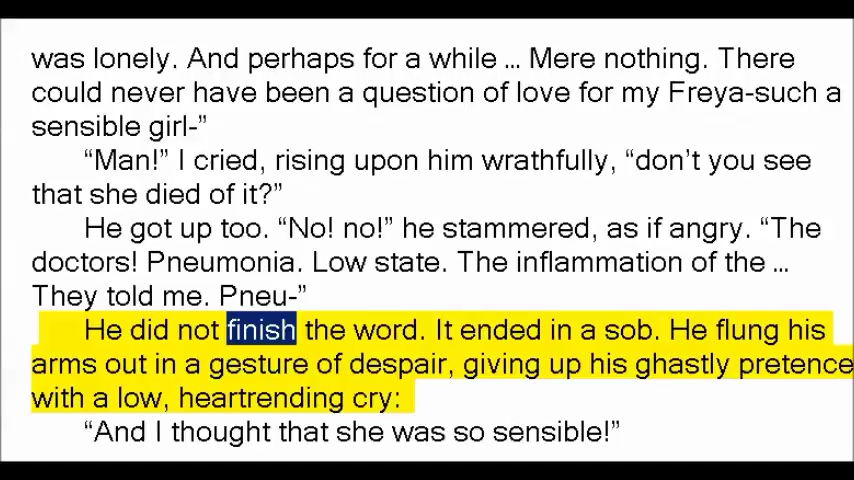 was lonely. And perhaps for a while … Mere nothing. There
could never have been a question of love for my Freya-such a
sensible girl-”
“Man!” I cried, rising upon him wrathfully, “don’t you see
that she died of it?”
He got up too. “No! no!” he stammered, as if angry. “The
doctors! Pneumonia. Low state. The inflammation of the …
They told me. Pneu-”
He did not finish the word. It ended in a sob. He flung his
arms out in a gesture of despair, giving up his ghastly pretence
with a low, heartrending cry:
“And I thought that she was so sensible!”